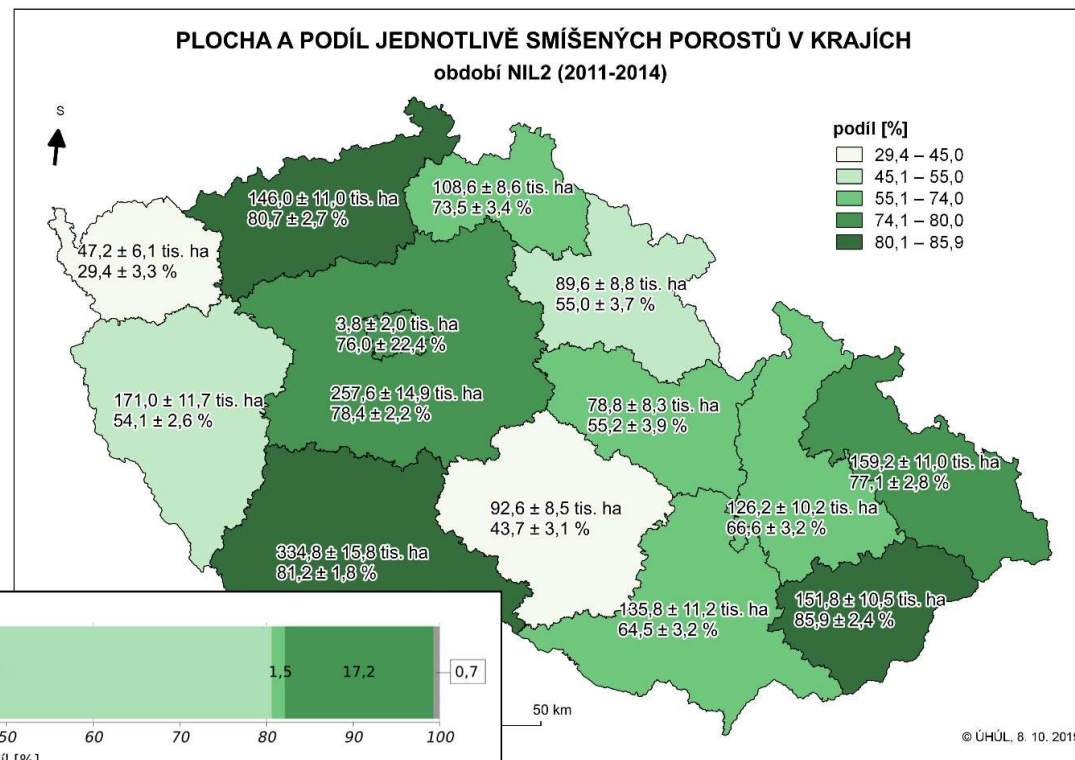 PLOCHA A PODÍL JEDNOTLIVĚ SMÍŠENÝCH POROSTŮ V KRAJÍCH
období NIL2 (2011-2014)
S
podíl [%]
29,4 – 45,0
45,1 – 55,0
55,1 – 74,0
74,1 – 80,0
80,1 – 85,9
146,0 ± 11,0 tis. ha
80,7 ± 2,7 %
108,6 ± 8,6 tis. ha
73,5 ± 3,4 %
47,2 ± 6,1 tis. ha
29,4 ± 3,3 %
89,6 ± 8,8 tis. ha
55,0 ± 3,7 %
3,8 ± 2,0 tis. ha
76,0 ± 22,4 %
171,0 ± 11,7 tis. ha
54,1 ± 2,6 %
257,6 ± 14,9 tis. ha
78,4 ± 2,2 %
78,8 ± 8,3 tis. ha
55,2 ± 3,9 %
159,2 ± 11,0 tis. ha
77,1 ± 2,8 %
92,6 ± 8,5 tis. ha
43,7 ± 3,1 %
126,2 ± 10,2 tis. ha
66,6 ± 3,2 %
334,8 ± 15,8 tis. ha
81,2 ± 1,8 %
135,8 ± 11,2 tis. ha
64,5 ± 3,2 %
151,8 ± 10,5 tis. ha
85,9 ± 2,4 %
1,5
17,2
0,7
50 60 70 80 90 100
50 km
© ÚHÚL, 8. 10. 2019